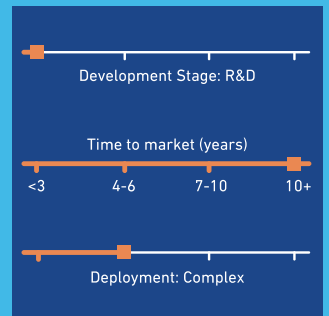 Development Stage: R&D
Time to market (years)
<3 4-6 7-10 10+
Deployment: Complex